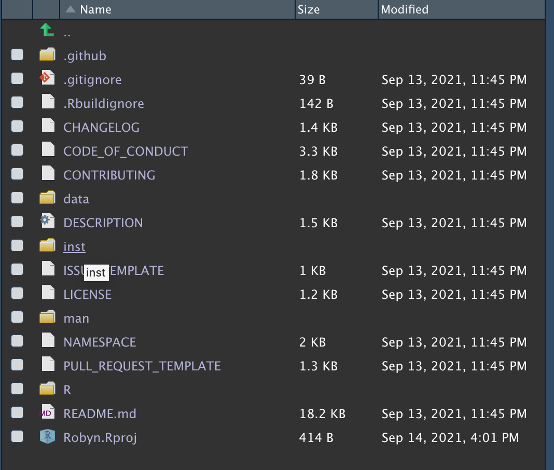 Name Size Modified
..
.github
.gitignore 39 B Sep 13, 2021, 11:45 PM
.Rbuildignore 142 B Sep 13, 2021, 11:45 PM
CHANGELOG 1.4 KB Sep 13, 2021, 11:45 PM
CODE_OF_CONDUCT 3.3 KB Sep 13, 2021, 11:45 PM
CONTRIBUTING 1.8 KB Sep 13, 2021, 11:45 PM
data
DESCRIPTION 1.5 KB Sep 13, 2021, 11:45 PM
inst
ISSU TEMPLATE 1 KB Sep 13, 2021, 11:45 PM
inst
LICENSE 1.2 KB Sep 13, 2021, 11:45 PM
man
NAMESPACE 2 KB Sep 13, 2021, 11:45 PM
PULL_REQUEST_TEMPLATE 1.3 KB Sep 13, 2021, 11:45 PM
R
MD README.md 18.2 KB Sep 13, 2021, 11:45 PM
Robyn.Rproj 414 B Sep 14, 2021, 4:01 PM